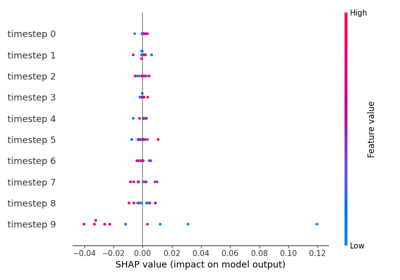 High
timestep 0
timestep 1
timestep 2
timestep 3
timestep 4
timestep 5
timestep 6
timestep 7
timestep 8
timestep 9
Feature value
Low
−0.04 −0.02 0.00 0.02 0.04 0.06 0.08 0.10 0.12
SHAP value (impact on model output)